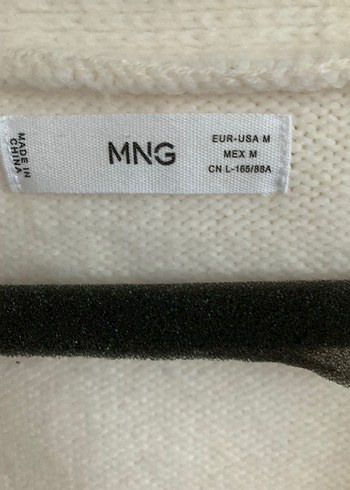 MADE IN
CHINA
MNG
EUR-USA M
MEX M
CN L-165/88A